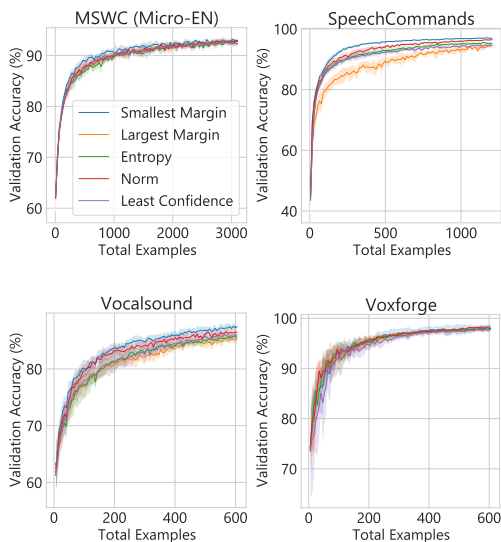 MSWC (Micro-EN)
Validation Accuracy (%)
90
80
70
60
Smallest Margin
Largest Margin
Entropy
Norm
Least Confidence
0
1000
2000
3000
Total Examples
SpeechCommands
Validation Accuracy (%)
100
80
60
40
0
500
1000
Total Examples
Vocalsound
Validation Accuracy (%)
80
70
60
0
200
400
600
Total Examples
Voxforge
Validation Accuracy (%)
100
90
80
70
0
200
400
600
Total Examples